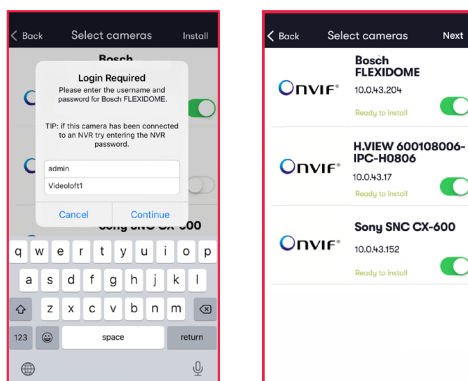 Back
Select cameras
Install
Bosch
Login Required
Please enter the username and
password for Bosch FLEXIDOME.
TIP: if this camera has been connected
to an NVR try entering the NVR
password.
admin
Videoloft1
Cancel
Continue
q w e r t y u i o p
a s d f g h j k l
z x c v b n m
123
space
return
Back
Select cameras
Next
ONVIF®
Bosch
FLEXIDOME
10.0.43.204
Ready to install
ONVIF®
H.VIEW 600108006-
IPC-H0806
10.0.43.17
Ready to install
ONVIF®
Sony SNC CX-600
10.0.43.152
Ready to install